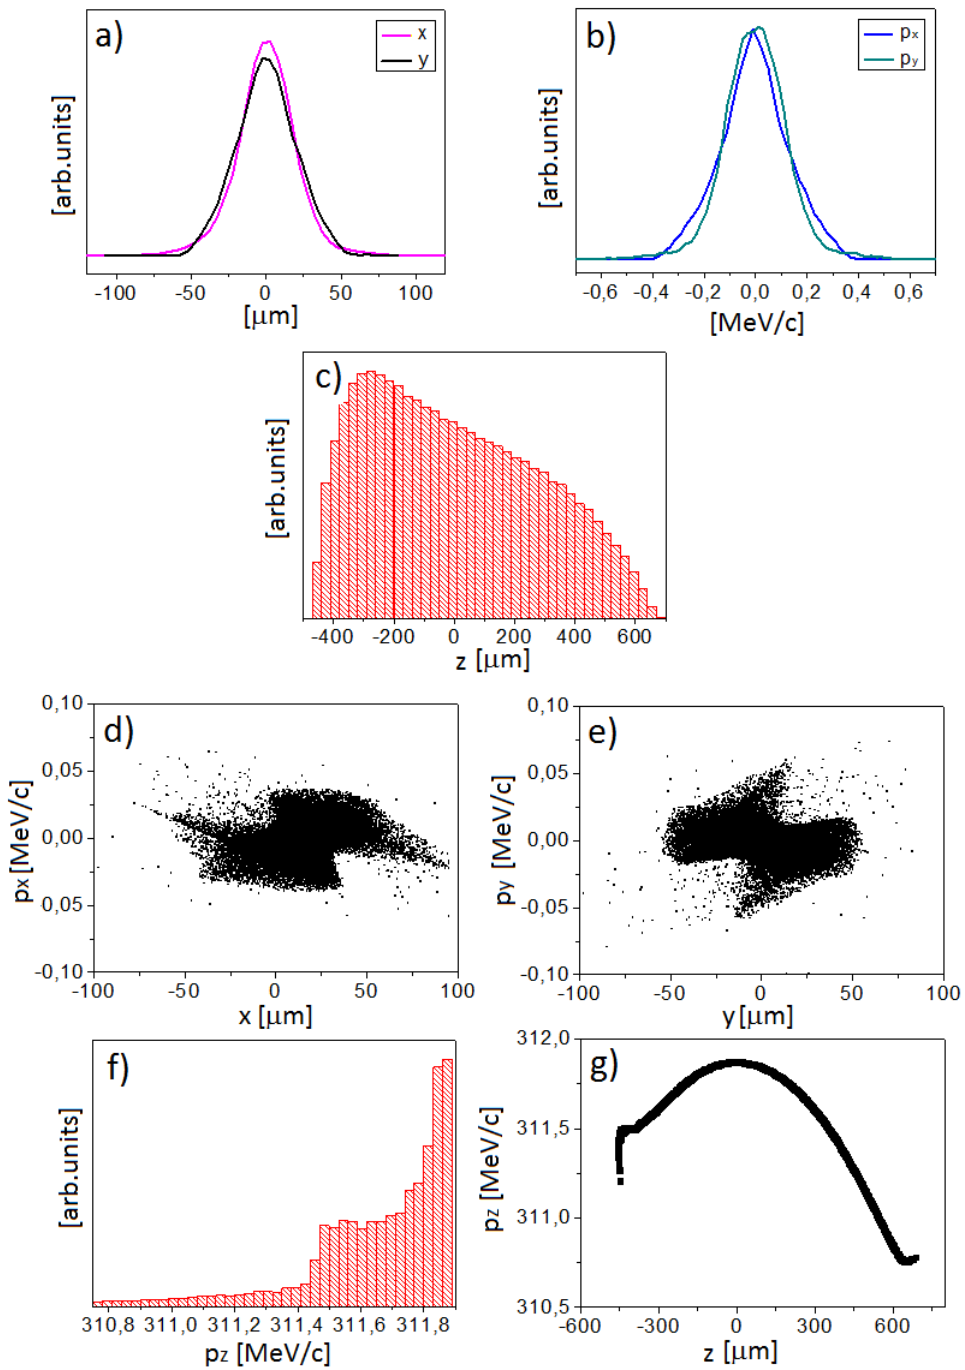 a)
x
y
[arb.units]
-100 -50 0 50 100
[μm]
b)
px
py
[arb.units]
-0,6 -0,4 -0,2 0,0 0,2 0,4 0,6
[MeV/c]
c)
[arb.units]
-400 -200 0 200 400 600
z [μm]
d)
px [MeV/c]
0,10
0,05
0,00
-0,05
-0,10
-100 -50 0 50 100
x [μm]
e)
py [MeV/c]
0,10
0,05
0,00
-0,05
-0,10
-100 -50 0 50 100
y [μm]
f)
[arb.units]
310,8 311,0 311,2 311,4 311,6 311,8
pz [MeV/c]
g)
pz [MeV/c]
312,0
311,5
311,0
310,5
-600 -300 0 300 600
z [μm]